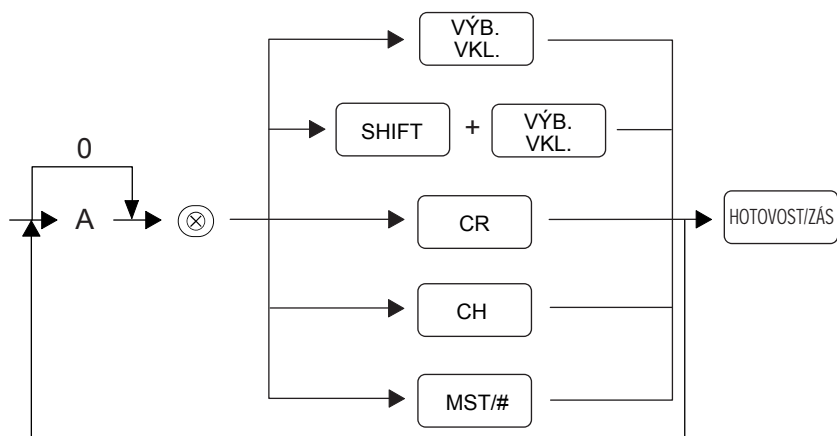 VÝB.
VKL.
SHIFT + VÝB.
VKL.
0
A
CR
HOTOVOST/ZÁS
CH
MST/#